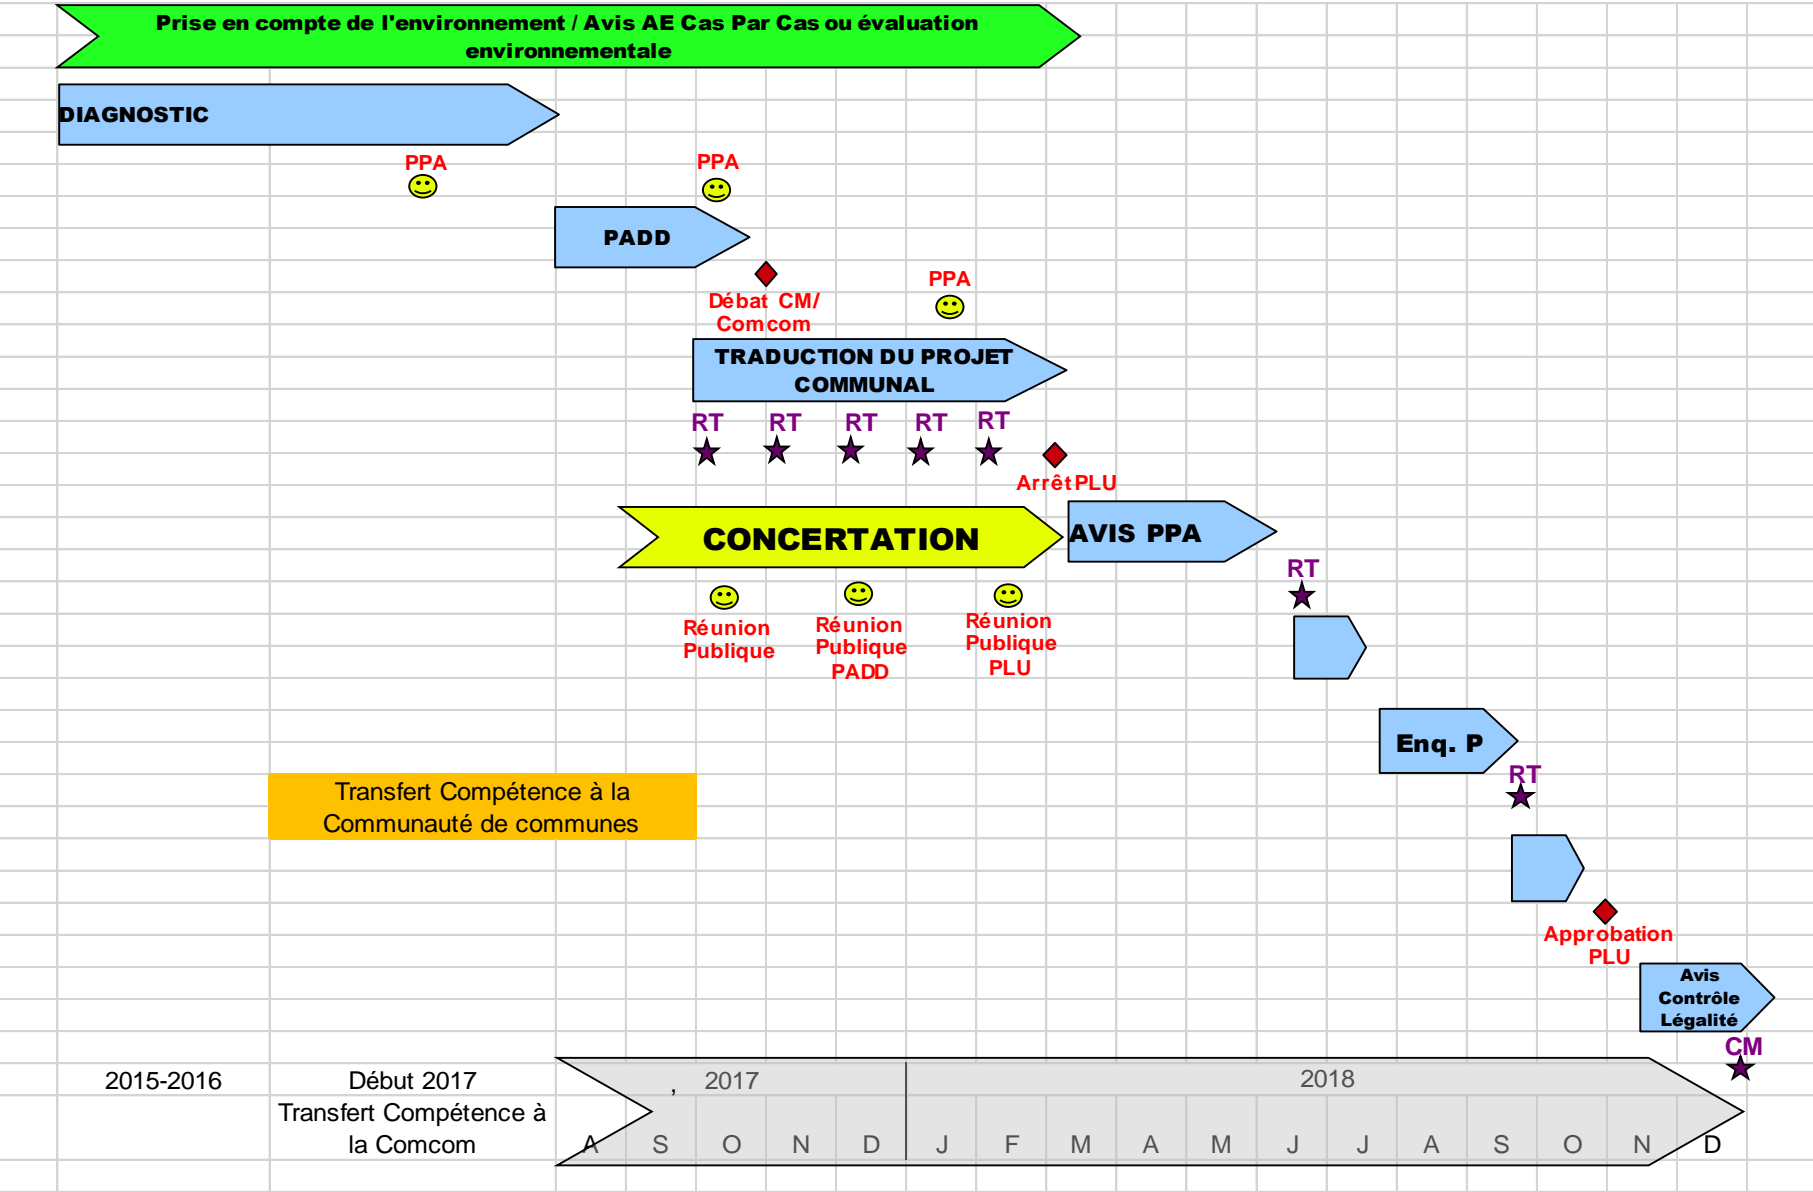 Prise en compte de l'environnement / Avis AE Cas Par Cas ou évaluation
environnementale
DIAGNOSTIC
PPA
PPA
PADD
Débat CM/
Comcom
PPA
TRADUCTION DU PROJET
COMMUNAL
RT
RT
RT
RT
RT
Arrêt PLU
CONCERTATION
AVIS PPA
RT
Réunion
Publique
Réunion
Publique
PADD
Réunion
Publique
PLU
Enq. P
RT
Transfert Compétence à la
Communauté de communes
Approbation
PLU
Avis
Contrôle
Légalité
CM
2015-2016
Début 2017
Transfert Compétence à
la Comcom
, 2017
2018
A S O N D J F M A M J J A S O N D